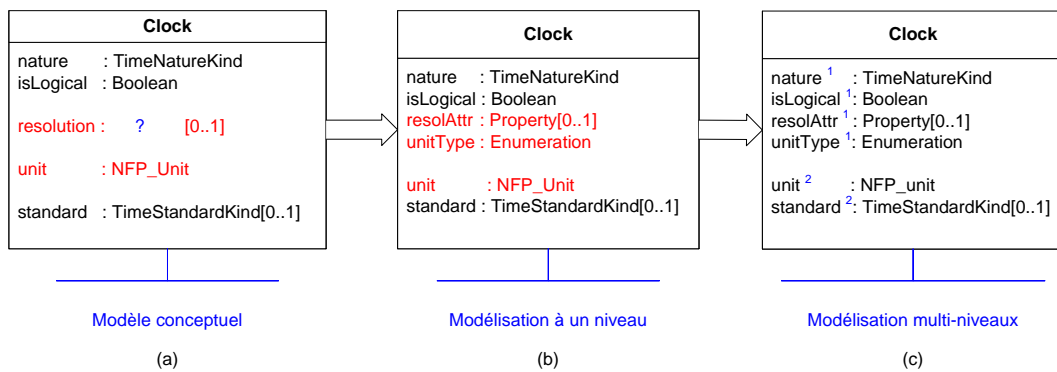 Clock
nature : TimeNatureKind
isLogical : Boolean
resolution : ? [0..1]
unit : NFP_Unit
standard : TimeStandardKind[0..1]
Modèle conceptuel
(a)
Clock
nature : TimeNatureKind
isLogical : Boolean
resolAttr : Property[0..1]
unitType : Enumeration
unit : NFP_Unit
standard : TimeStandardKind[0..1]
Modélisation à un niveau
(b)
Clock
nature 1 : TimeNatureKind
isLogical 1 : Boolean
resolAttr 1 : Property[0..1]
unitType 1 : Enumeration
unit 2 : NFP_unit
standard 2 : TimeStandardKind[0..1]
Modélisation multi-niveaux
(c)